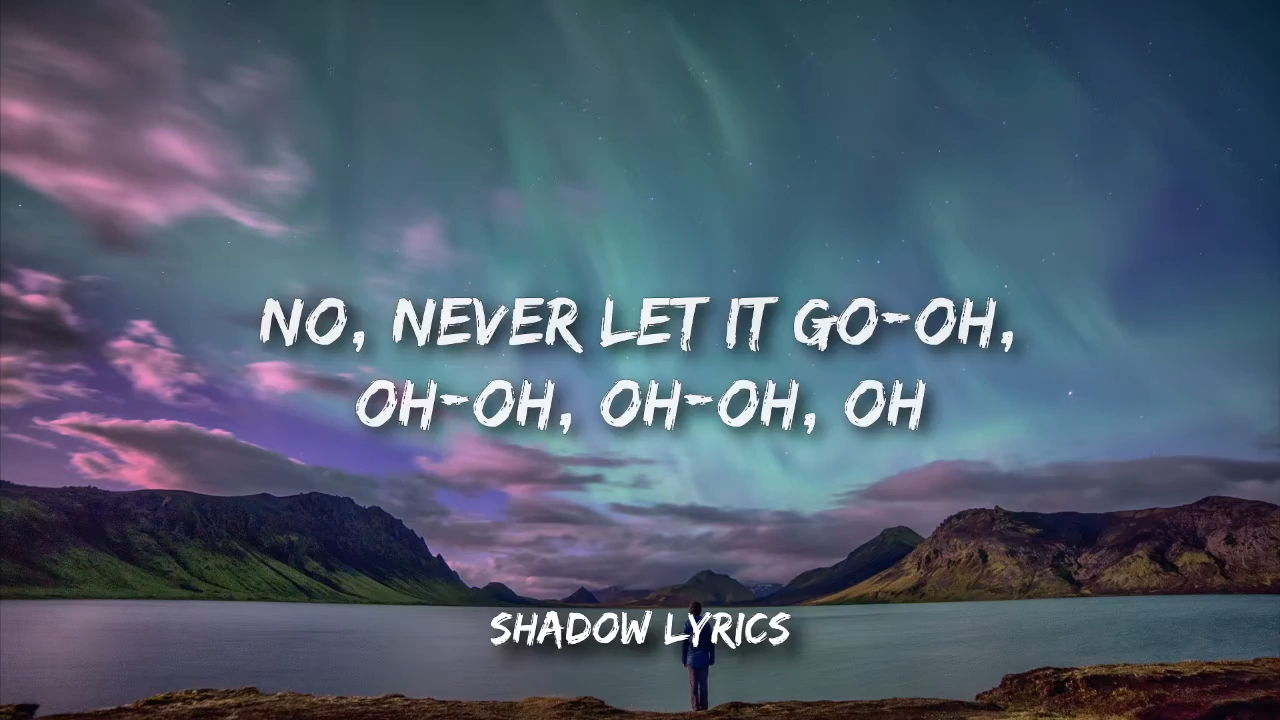 NO, NEVER LET IT GO-OH,
OH-OH, OH-OH, OH
SHADOW LYRICS